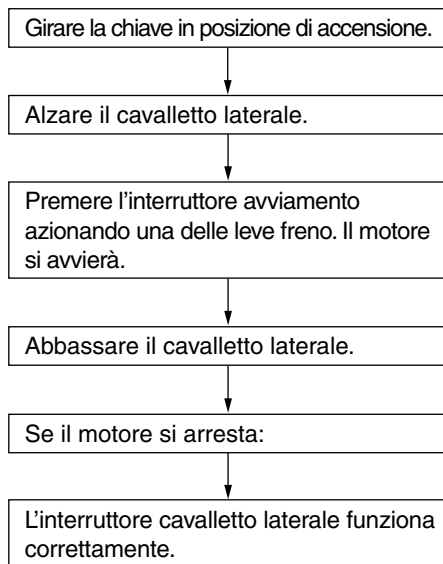 Girare la chiave in posizione di accensione.
Alzare il cavalletto laterale.
Premere l'interruttore avviamento
azionando una delle leve freno. Il motore
si avvierà.
Abbassare il cavalletto laterale.
Se il motore si arresta:
L'interruttore cavalletto laterale funziona
correttamente.